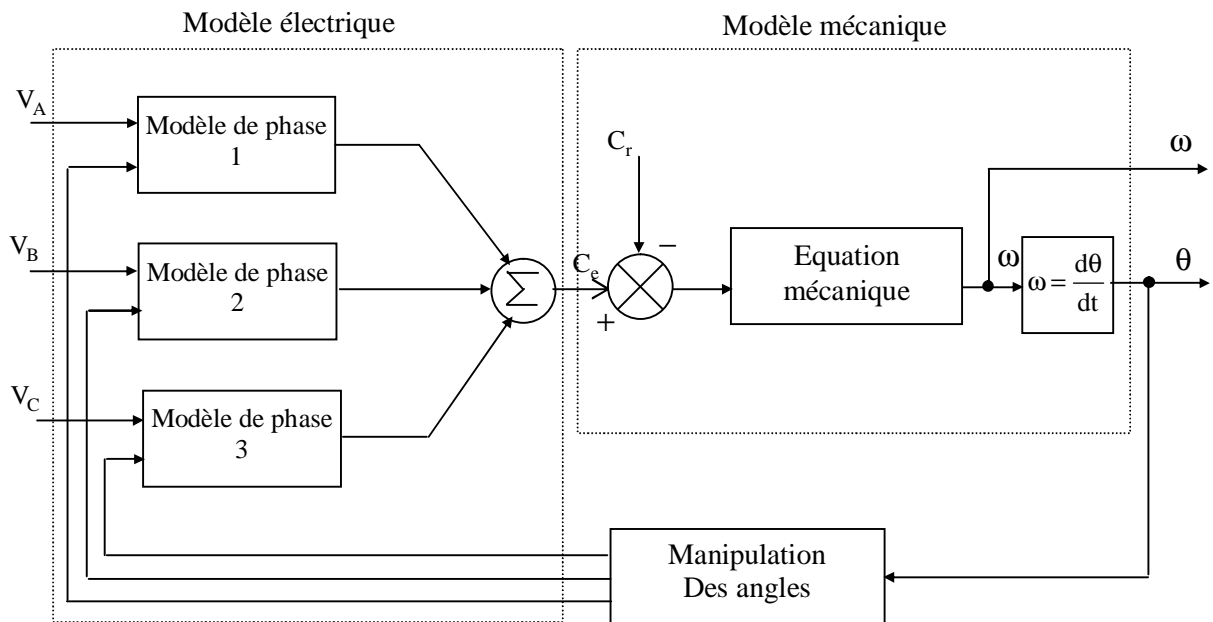 Modèle électrique
Modèle mécanique
V_A
Modèle de phase
1
V_B
Modèle de phase
2
V_C
Modèle de phase
3
Σ
C_e
+
C_r
−
Equation
mécanique
ω
ω
ω = dθ/dt
θ
Manipulation
Des angles